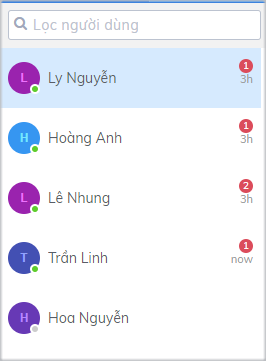 Lọc người dùng
L Ly Nguyễn 1
3h
H Hoàng Anh 1
3h
L Lê Nhung 2
3h
T Trần Linh 1
now
H Hoa Nguyễn